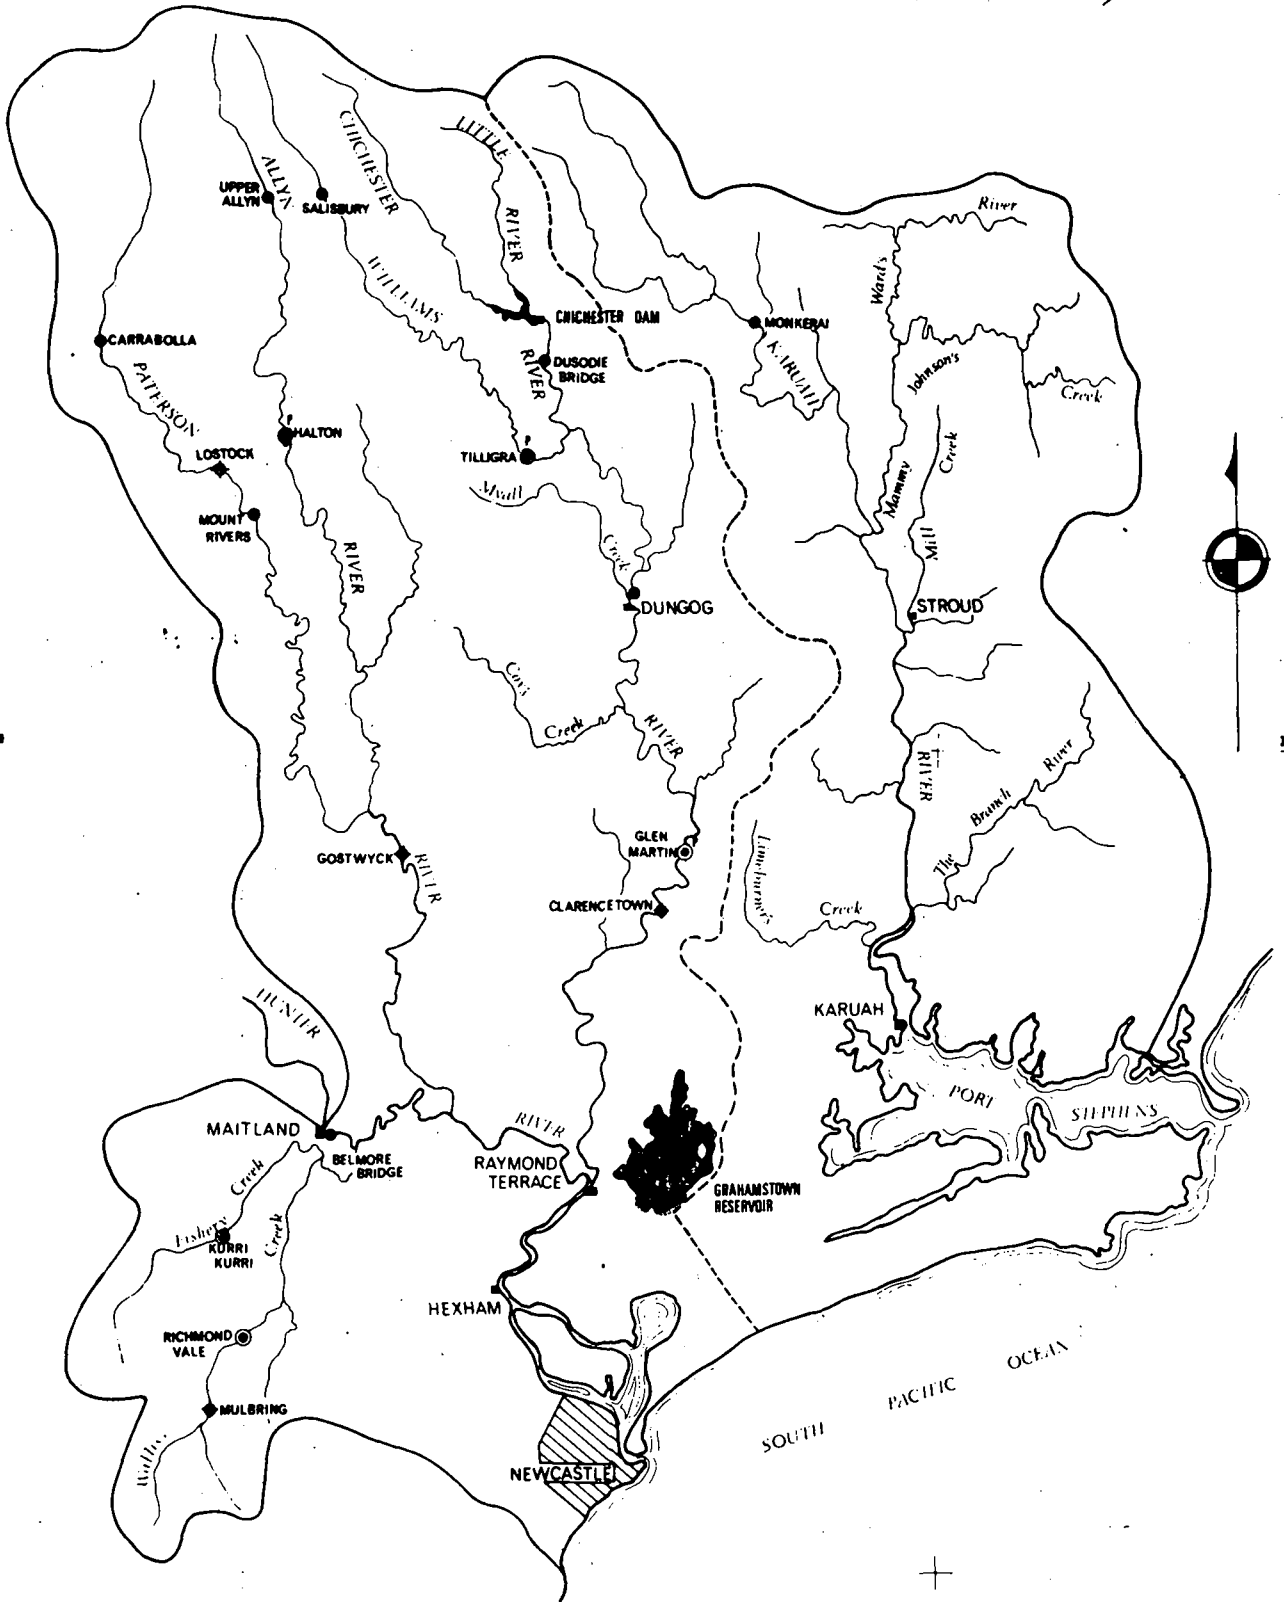 LITTLE
CHICHESTER
ALLYN
UPPER
ALLYN
SALISBURY
River
RIVER
WILLIAMS
Ward's
CHICHESTER DAM
MONKERAI
CARRABOLLA
KARUAH
RIVER
DUSODIE
BRIDGE
Johnson's
Creek
PATERSON
P
HALTON
P
LOSTOCK
TILLIGRA
Creek
Myall
Mammy
MOUNT
RIVERS
RIVER
Creek
Mill
DUNGOG
STROUD
Creek
RIVER
RIVER
River
Branch
The
GLEN
MARTIN
GOSTWYCK
RIVER
Limeburner's
CLARENCETOWN
Creek
HUNTER
KARUAH
PORT
STEPHENS
RIVER
MAITLAND
BELMORE
BRIDGE
RAYMOND
TERRACE
Creek
GRAHAMSTOWN
RESERVOIR
Fishery
Creek
KURRI
KURRI
HEXHAM
RICHMOND
VALE
OCEAN
PACIFIC
SOUTH
MULBRING
NEWCASTLE